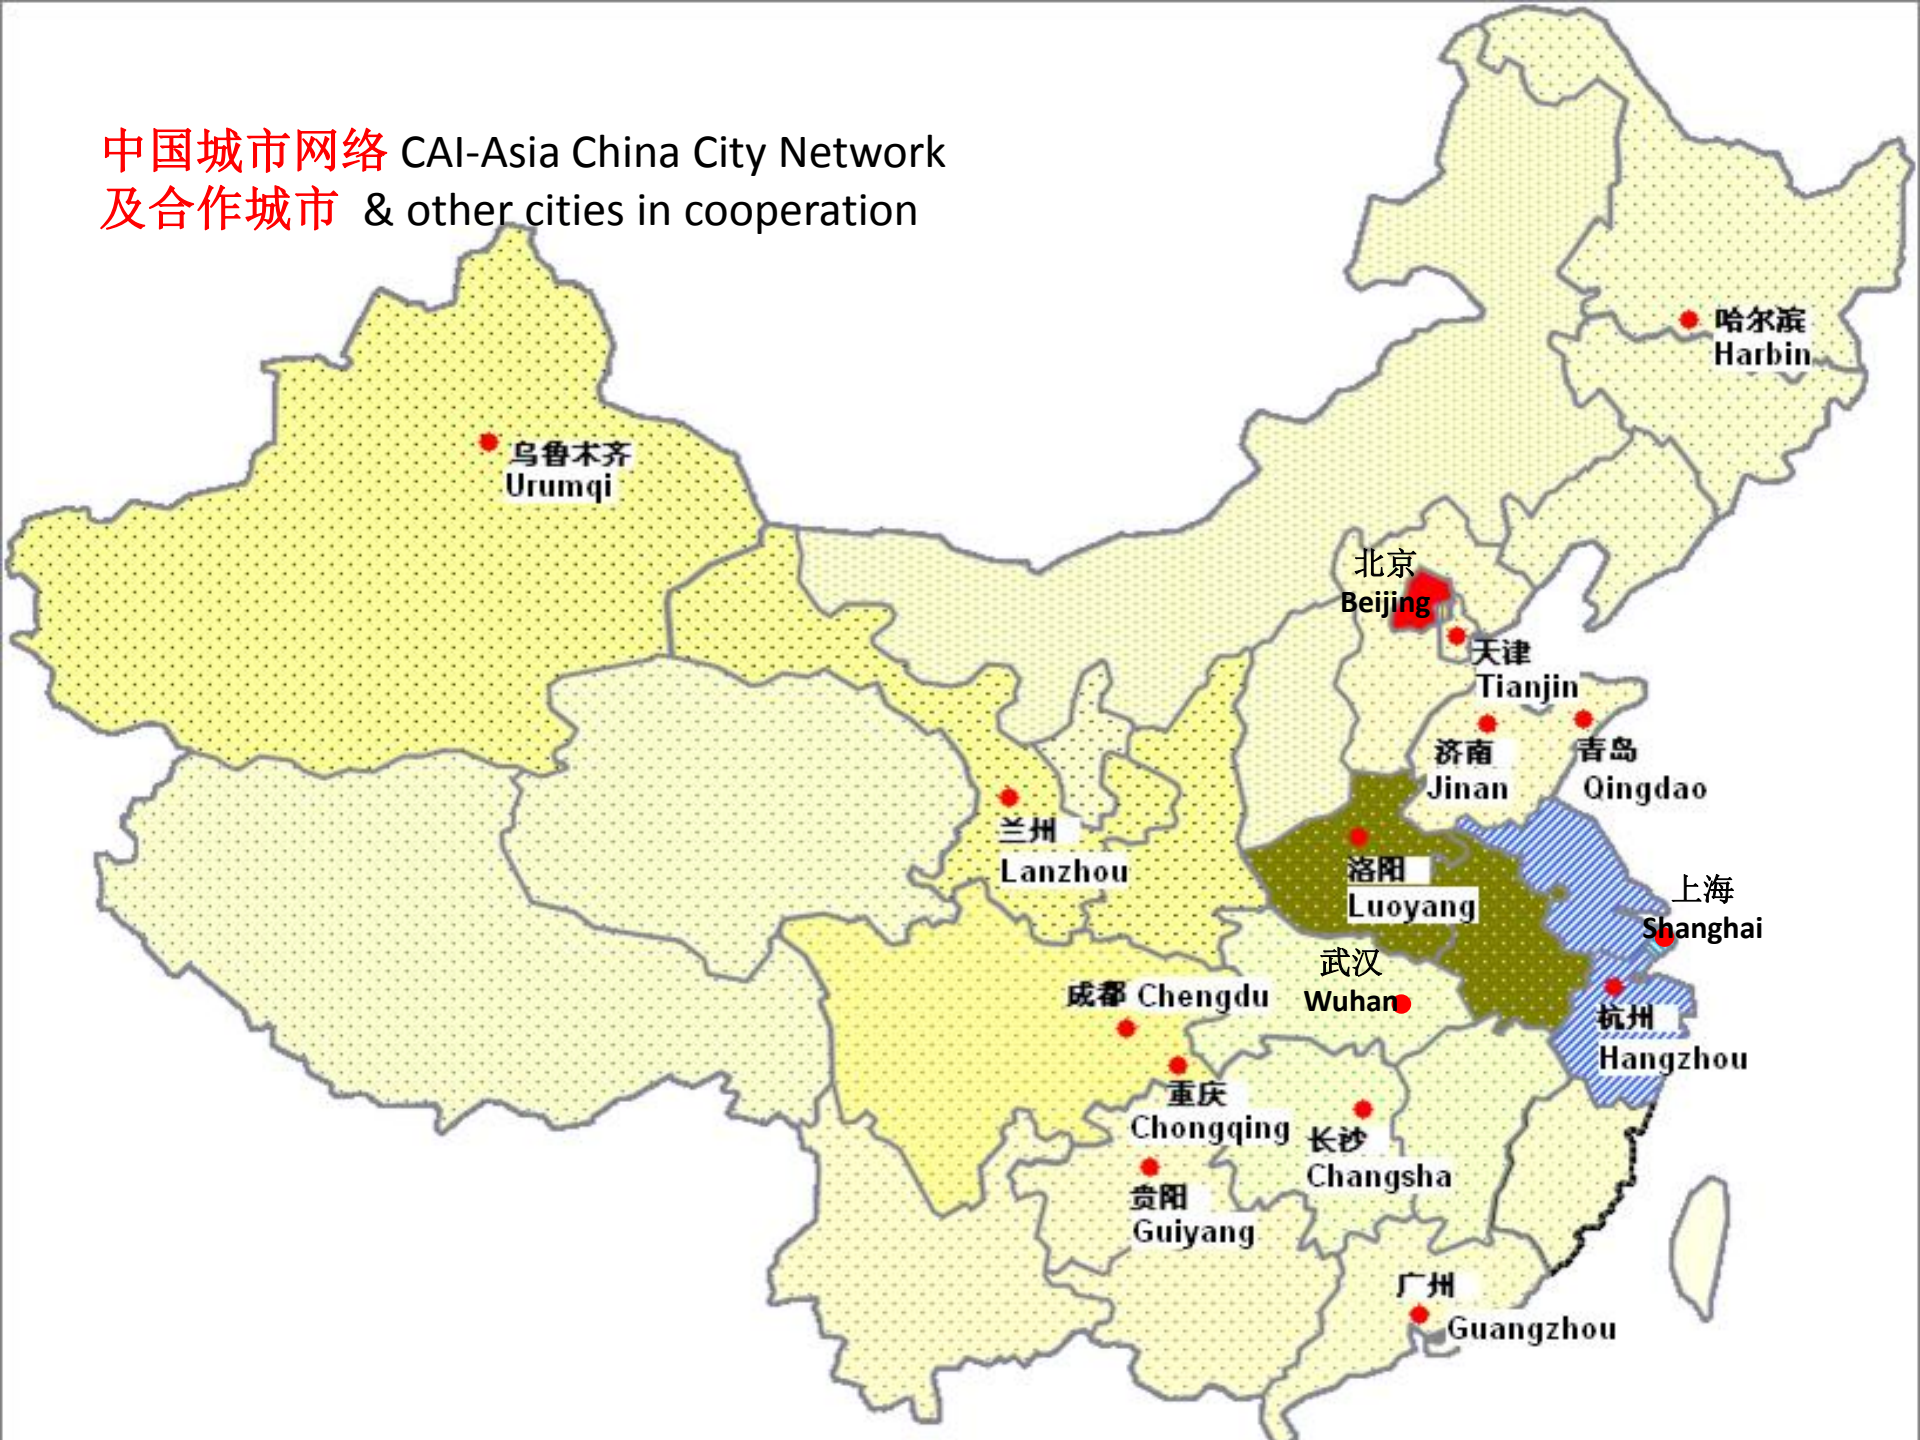 中国城市网络 CAI-Asia China City Network
及合作城市 & other cities in cooperation
哈尔滨
Harbin
乌鲁木齐
Urumqi
北京
Beijing
天津
Tianjin
济南
Jinan
青岛
Qingdao
兰州
Lanzhou
洛阳
Luoyang
上海
Shanghai
武汉
Wuhan
成都 Chengdu
杭州
Hangzhou
重庆
Chongqing
长沙
Changsha
贵阳
Guiyang
广州
Guangzhou